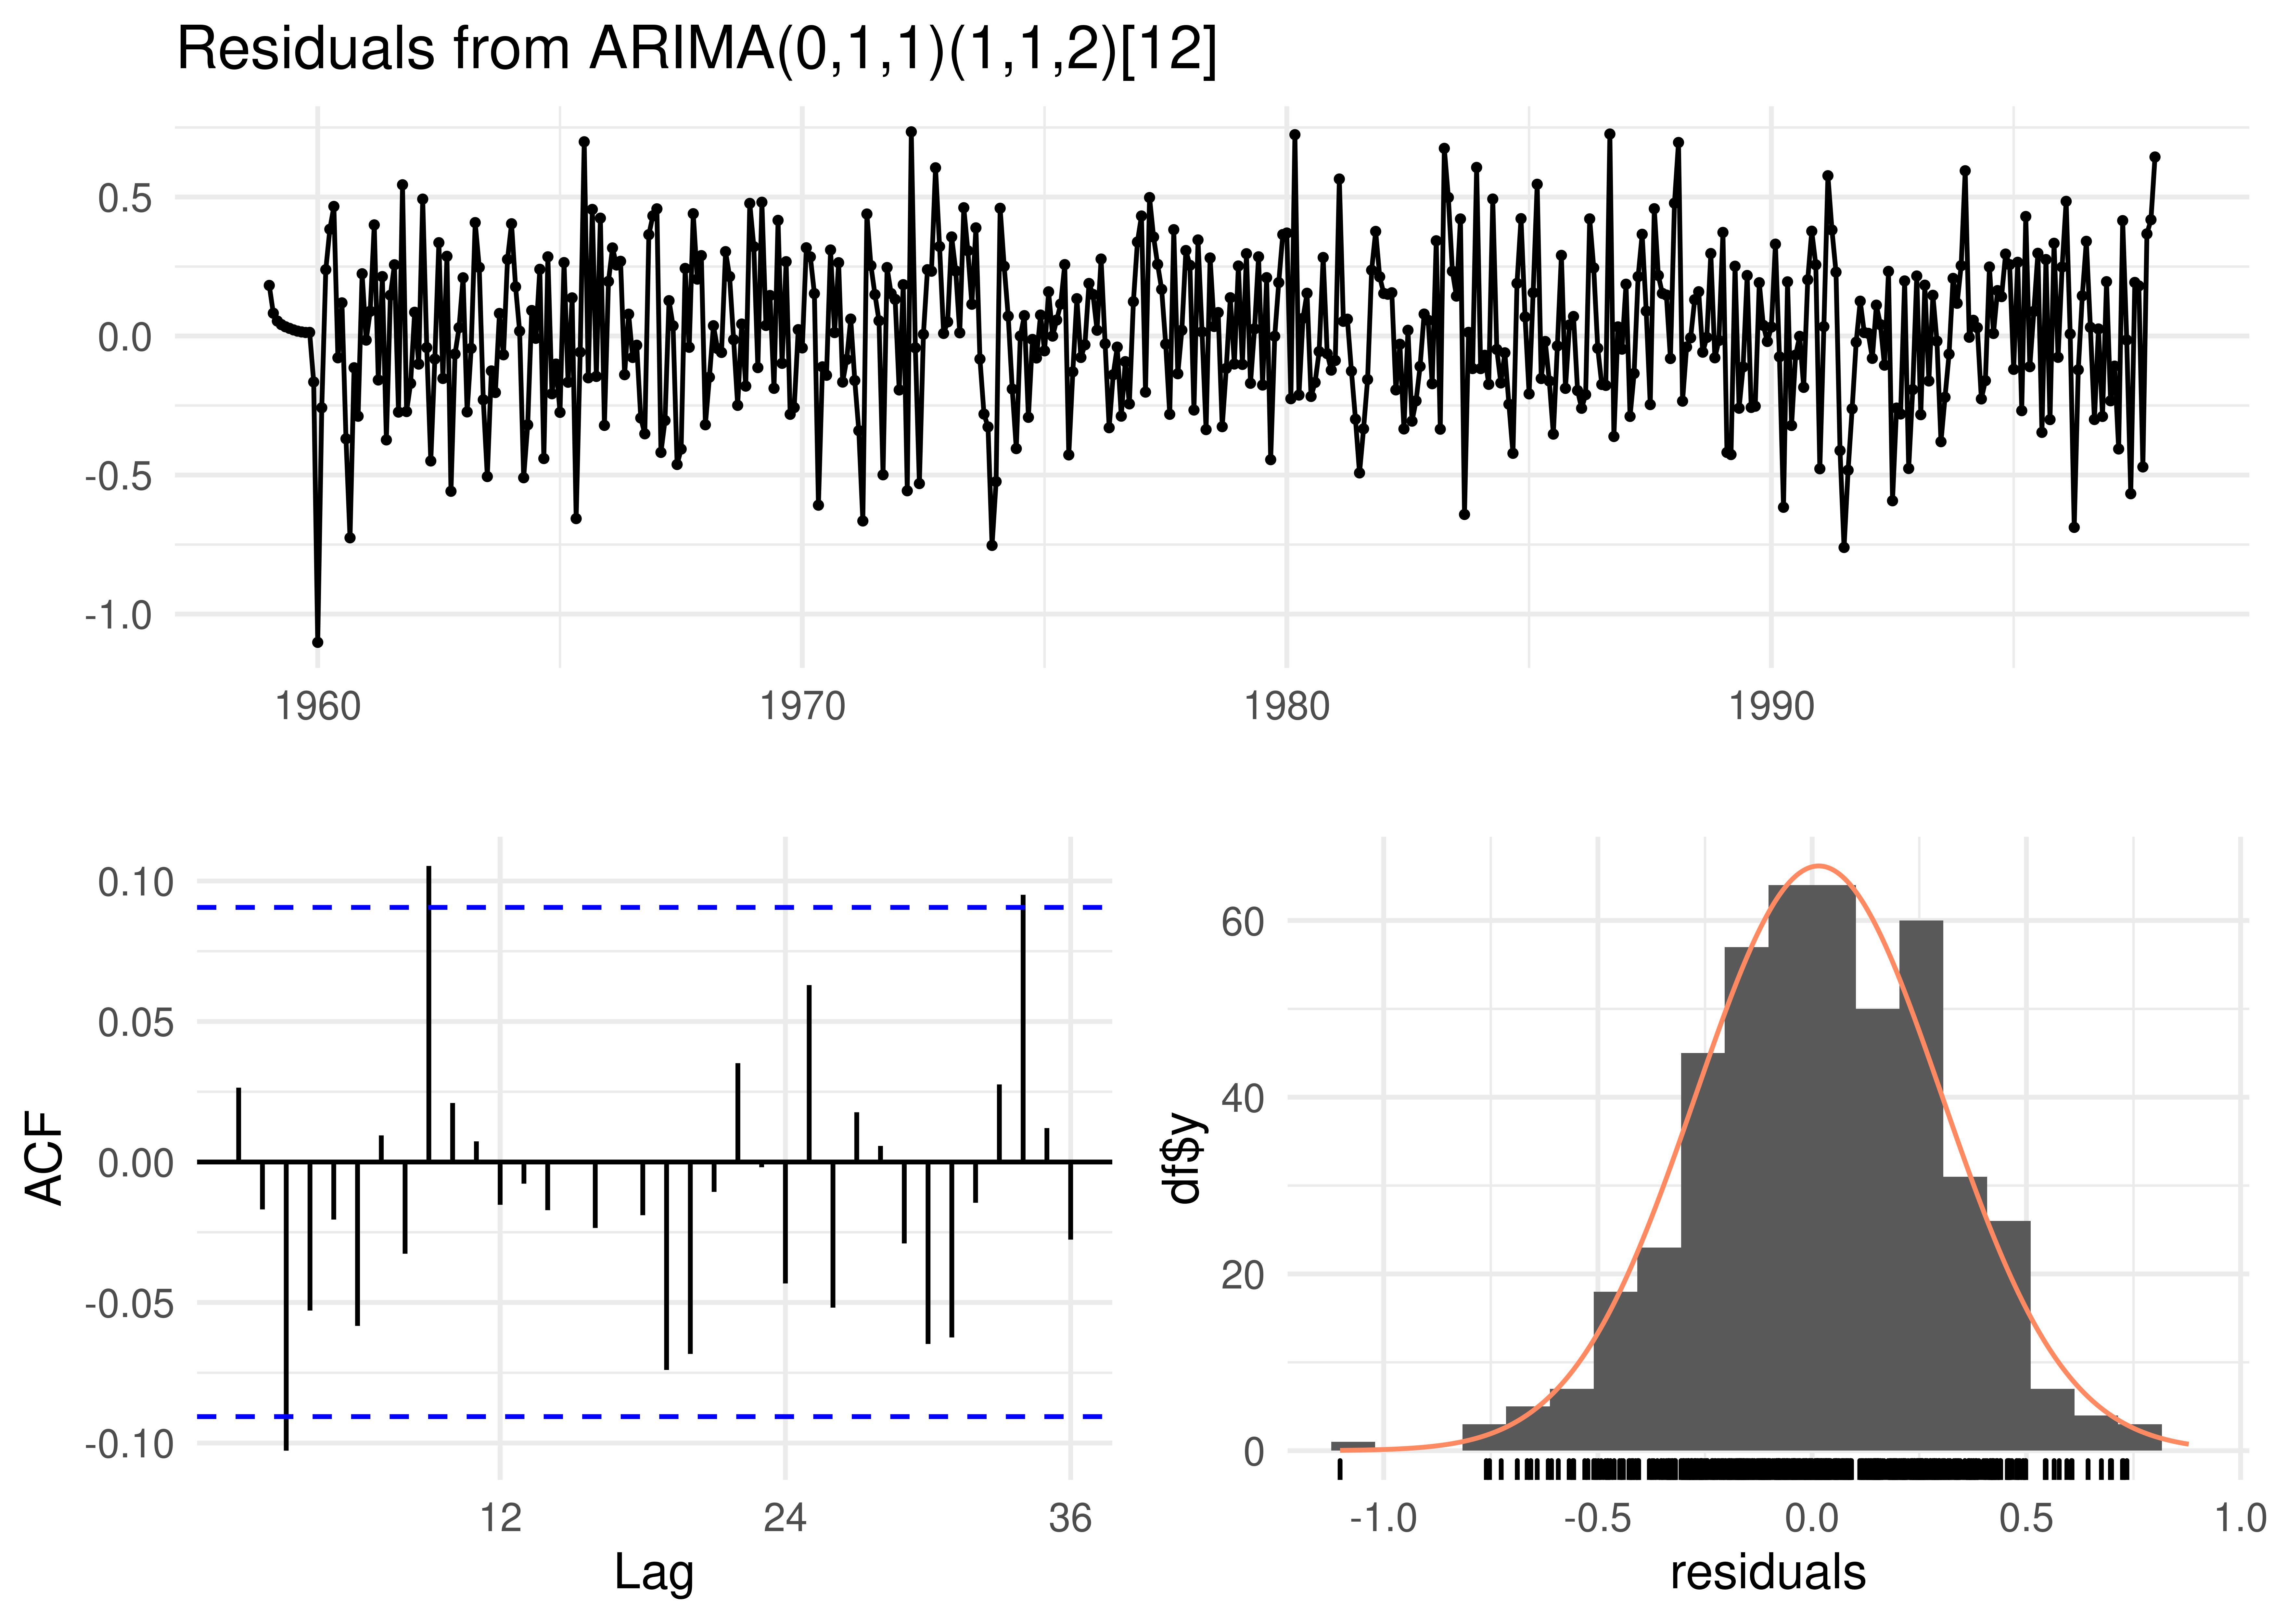 Residuals from ARIMA(0,1,1)(1,1,2)[12]
0.5
0.0
-0.5
-1.0
1960 1970 1980 1990
0.10
0.05
0.00
-0.05
-0.10
ACF
12 24 36
Lag
60
40
20
0
df$y
-1.0 -0.5 0.0 0.5 1.0
residuals